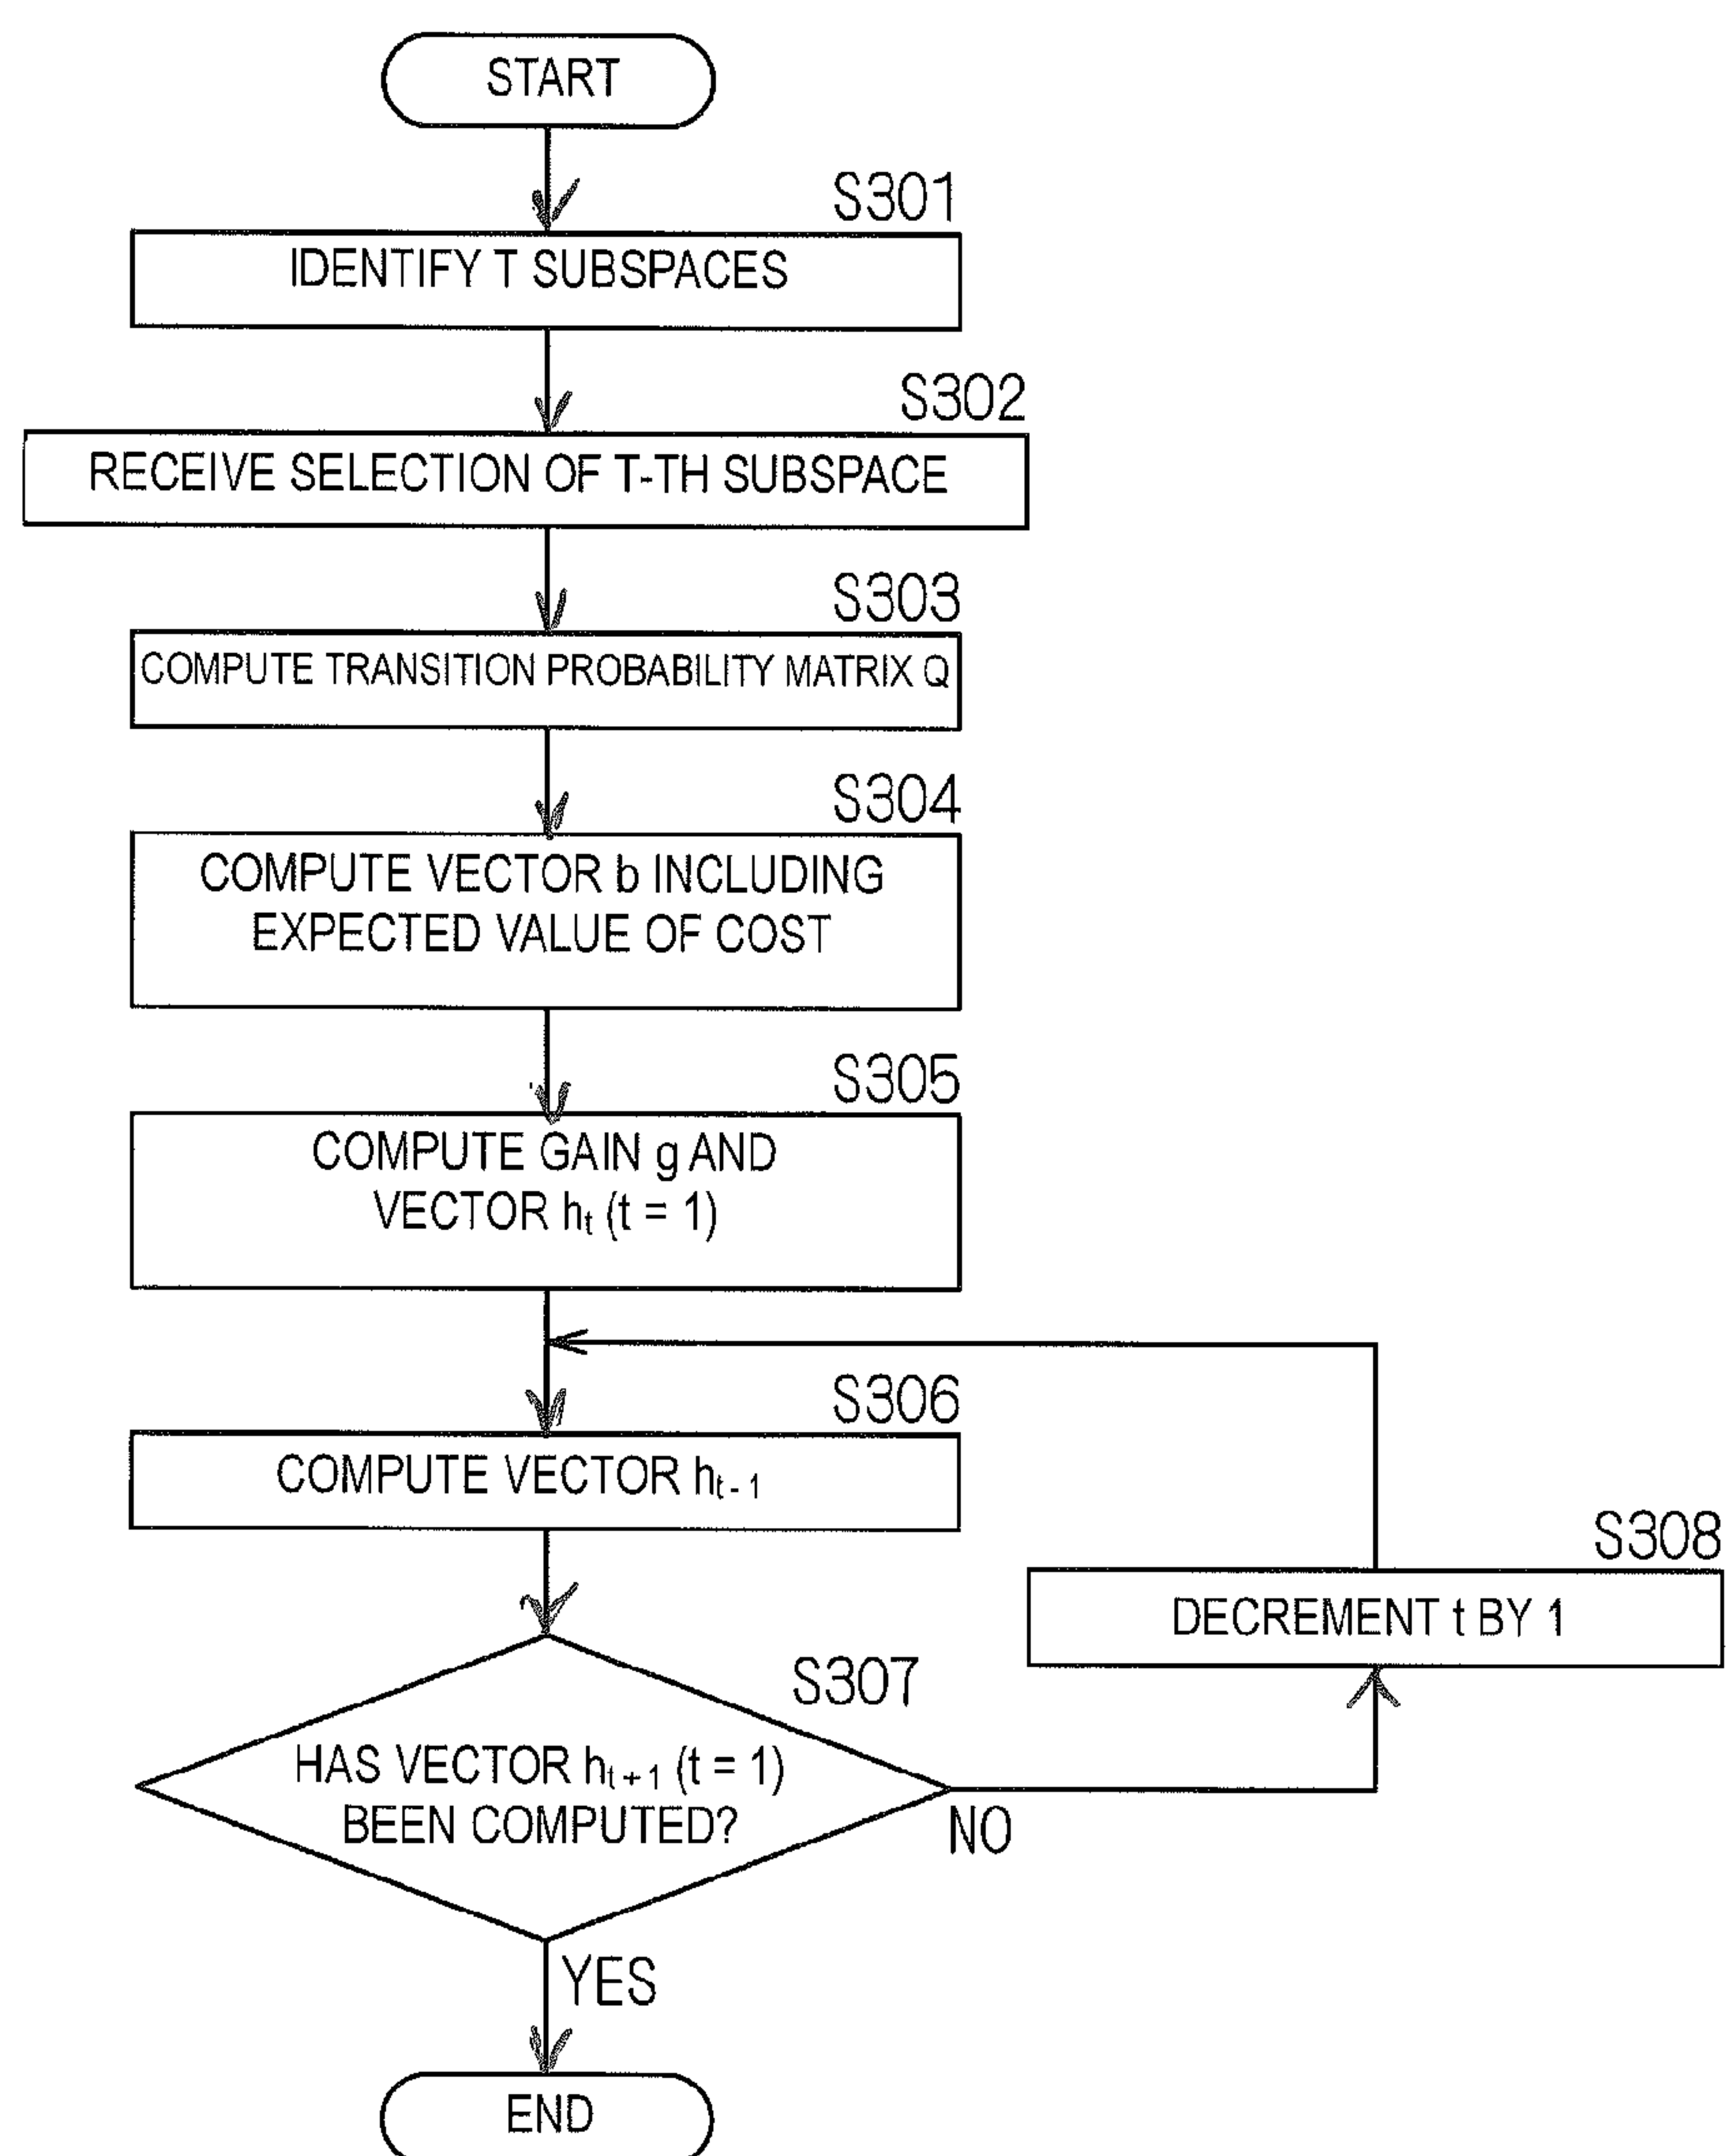 START
S301
IDENTIFY T SUBSPACES
S302
RECEIVE SELECTION OF T-TH SUBSPACE
S303
COMPUTE TRANSITION PROBABILITY MATRIX Q
S304
COMPUTE VECTOR b INCLUDING
EXPECTED VALUE OF COST
S305
COMPUTE GAIN g AND
VECTOR hₜ (t = 1)
S306
COMPUTE VECTOR hₜ₋₁
S308
DECREMENT t BY 1
S307
HAS VECTOR hₜ₊₁ (t = 1)
BEEN COMPUTED?
NO
YES
END